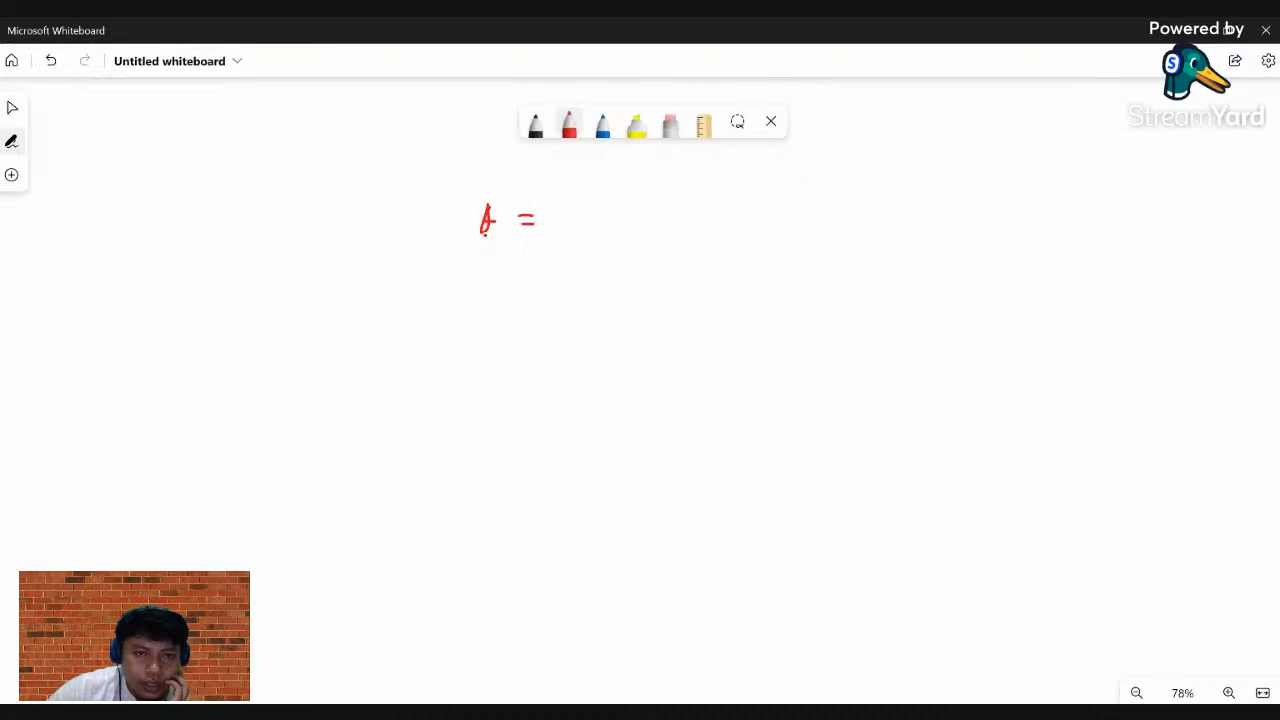 Microsoft Whiteboard
Powered by
Untitled whiteboard
S
StreamYard
=
78%